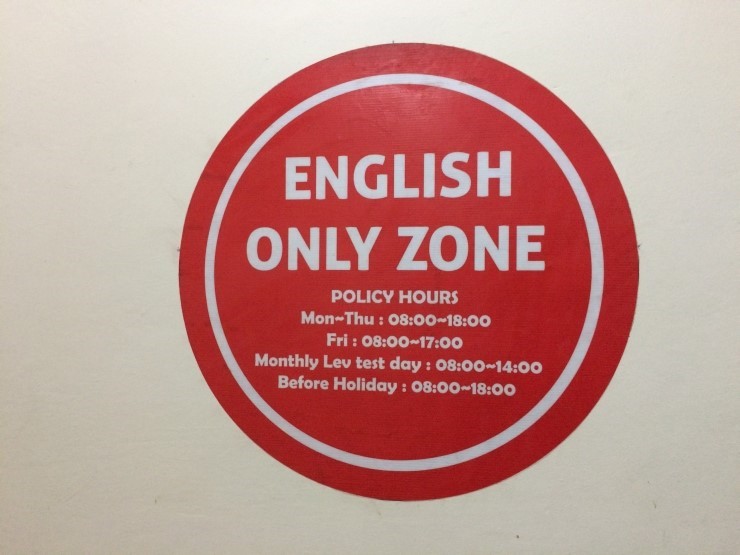 ENGLISH
ONLY ZONE
POLICY HOURS
Mon~Thu : 08:00~18:00
Fri : 08:00~17:00
Monthly Lev test day : 08:00~14:00
Before Holiday : 08:00~18:00